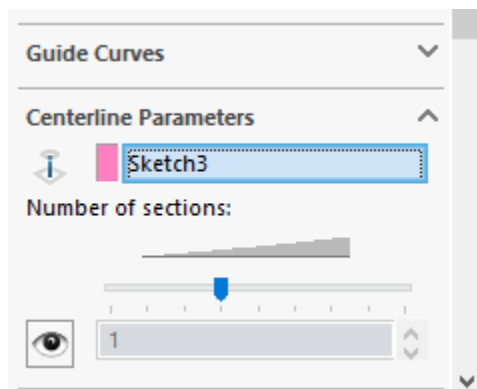 Guide Curves
Centerline Parameters
Sketch3
Number of sections:
1